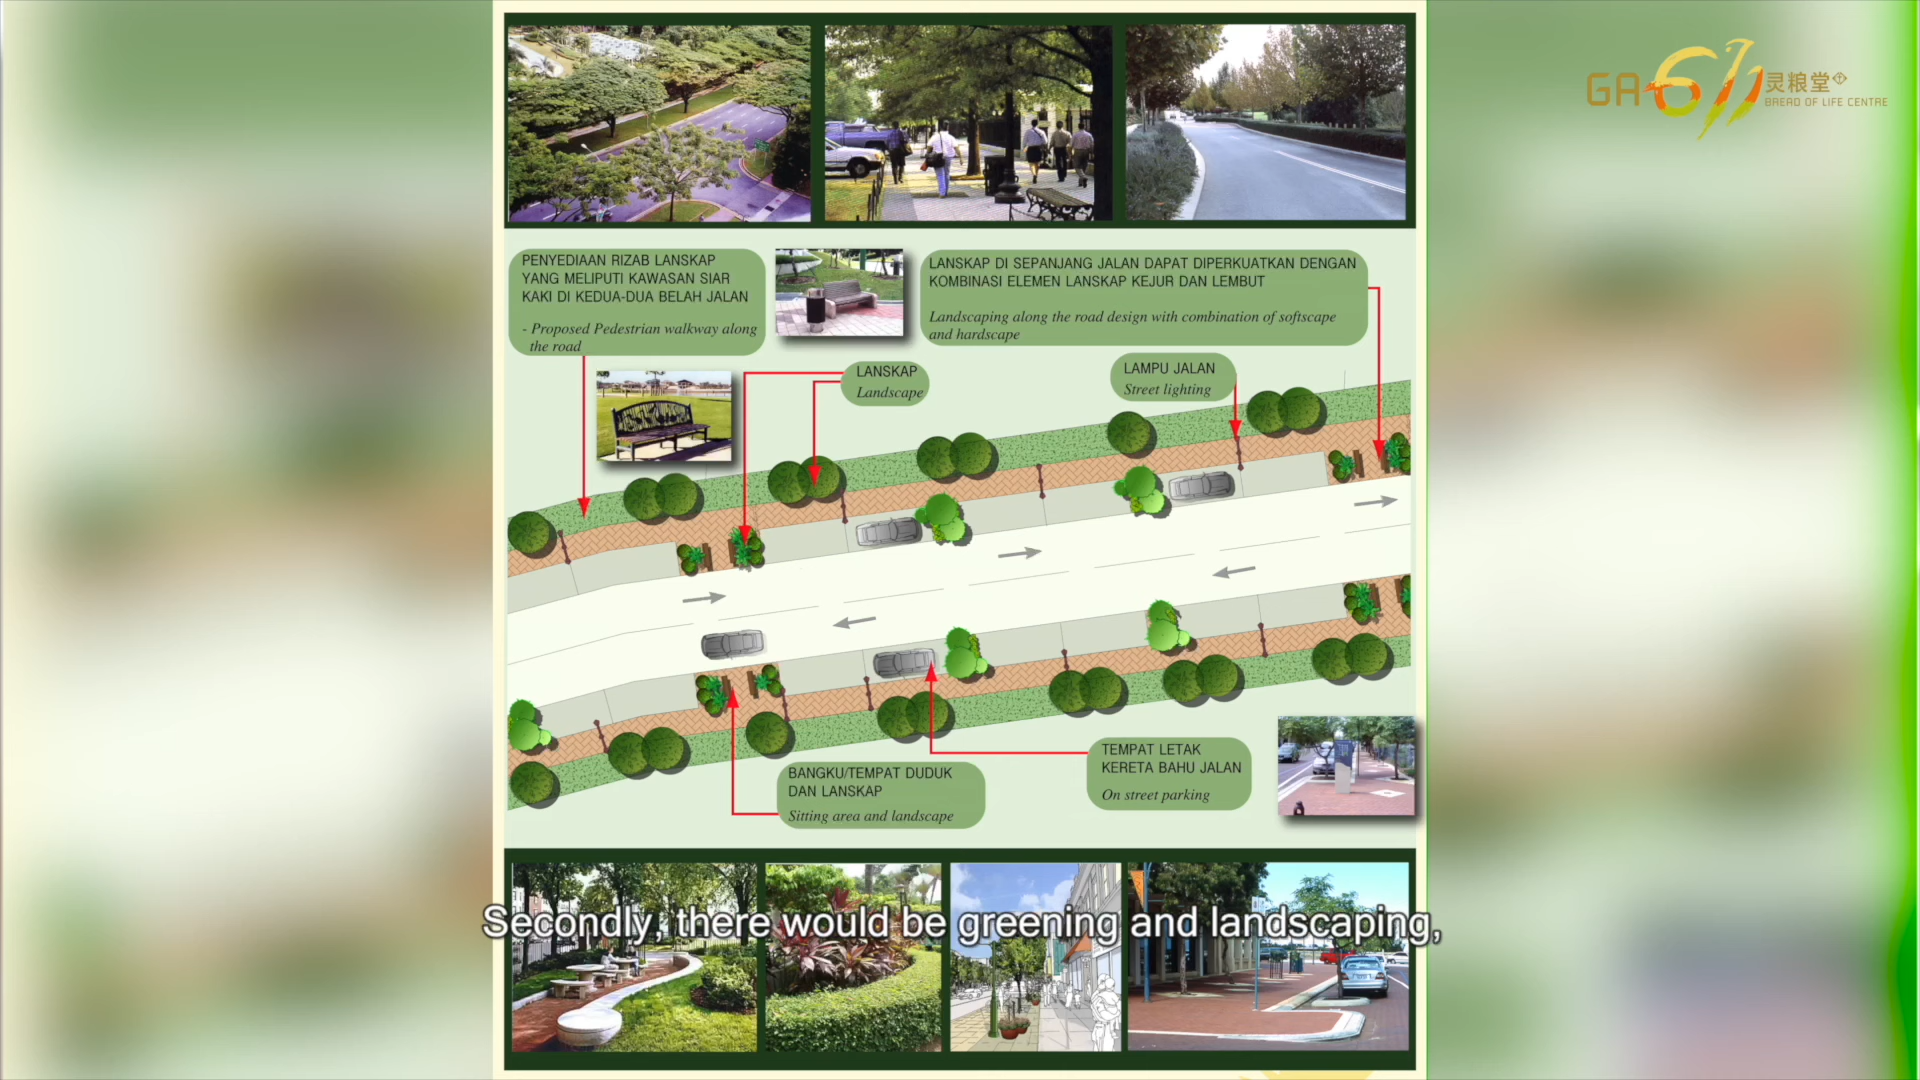 GA 611 灵粮堂
BREAD OF LIFE CENTRE
PENYEDIAAN RIZAB LANSKAP
YANG MELIPUTI KAWASAN SIAR
KAKI DI KEDUA-DUA BELAH JALAN
- Proposed Pedestrian walkway along
the road
LANSKAP DI SEPANJANG JALAN DAPAT DIPERKUATKAN DENGAN
KOMBINASI ELEMEN LANSKAP KEJUR DAN LEMBUT
Landscaping along the road design with combination of softscape
and hardscape
LANSKAP
Landscape
LAMPU JALAN
Street lighting
BANGKU/TEMPAT DUDUK
DAN LANSKAP
Sitting area and landscape
TEMPAT LETAK
KERETA BAHU JALAN
On street parking
Secondly, there would be greening and landscaping,